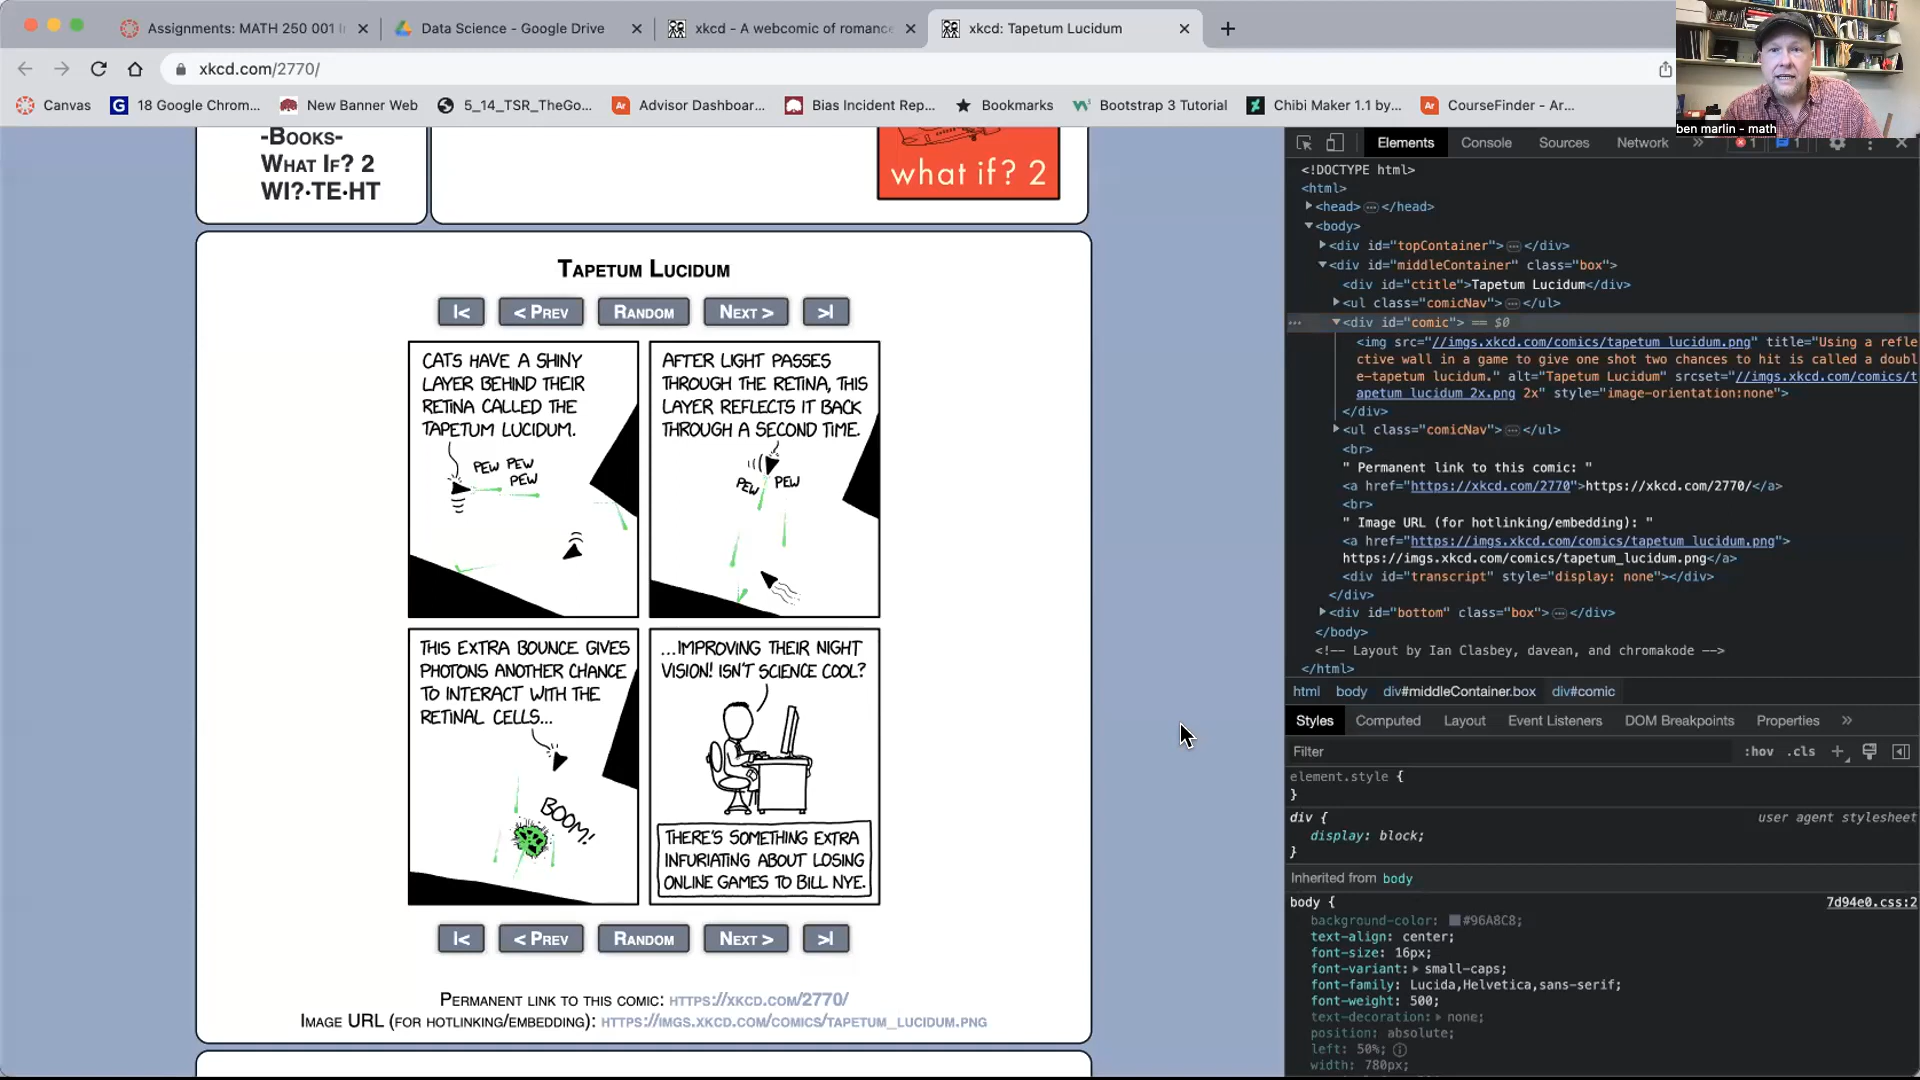 Assignments: MATH 250 001 I
Data Science - Google Drive
xkcd - A webcomic of romance
xkcd: Tapetum Lucidum
xkcd.com/2770/
Canvas
18 Google Chrom...
New Banner Web
5_14_TSR_TheGo...
Advisor Dashboar...
Bias Incident Rep...
Bookmarks
Bootstrap 3 Tutorial
Chibi Maker 1.1 by...
CourseFinder - Ar...
ben marlin - math
-BOOKS-
WHAT IF? 2
WI?·TE·HT
what if? 2
TAPETUM LUCIDUM
|< < PREV RANDOM NEXT > >|
CATS HAVE A SHINY
LAYER BEHIND THEIR
RETINA CALLED THE
TAPETUM LUCIDUM.
PEW PEW
PEW
AFTER LIGHT PASSES
THROUGH THE RETINA, THIS
LAYER REFLECTS IT BACK
THROUGH A SECOND TIME.
PEW PEW
THIS EXTRA BOUNCE GIVES
PHOTONS ANOTHER CHANCE
TO INTERACT WITH THE
RETINAL CELLS...
BOOM!
...IMPROVING THEIR NIGHT
VISION! ISN'T SCIENCE COOL?
THERE'S SOMETHING EXTRA
INFURIATING ABOUT LOSING
ONLINE GAMES TO BILL NYE.
|< < PREV RANDOM NEXT > >|
PERMANENT LINK TO THIS COMIC: HTTPS://XKCD.COM/2770/
IMAGE URL (FOR HOTLINKING/EMBEDDING): HTTPS://IMGS.XKCD.COM/COMICS/TAPETUM_LUCIDUM.PNG
Elements Console Sources Network » 1 1
<!DOCTYPE html>
<html>
<head> … </head>
<body>
<div id="topContainer"> … </div>
<div id="middleContainer" class="box">
<div id="ctitle">Tapetum Lucidum</div>
<ul class="comicNav"> … </ul>
… <div id="comic"> == $0
<img src="//imgs.xkcd.com/comics/tapetum_lucidum.png" title="Using a refle
ctive wall in a game to give one shot two chances to hit is called a doubl
e-tapetum lucidum." alt="Tapetum Lucidum" srcset="//imgs.xkcd.com/comics/t
apetum_lucidum_2x.png 2x" style="image-orientation:none">
</div>
<ul class="comicNav"> … </ul>
<br>
" Permanent link to this comic: "
<a href="https://xkcd.com/2770">https://xkcd.com/2770/</a>
<br>
" Image URL (for hotlinking/embedding): "
<a href="https://imgs.xkcd.com/comics/tapetum_lucidum.png">
https://imgs.xkcd.com/comics/tapetum_lucidum.png</a>
<div id="transcript" style="display: none"></div>
</div>
<div id="bottom" class="box"> … </div>
</body>
<!-- Layout by Ian Clasbey, davean, and chromakode -->
</html>
html body div#middleContainer.box div#comic
Styles Computed Layout Event Listeners DOM Breakpoints Properties »
Filter :hov .cls +
element.style {
}
div { user agent stylesheet
display: block;
}
Inherited from body
body { 7d94e0.css:2
background-color: #96A8C8;
text-align: center;
font-size: 16px;
font-variant: small-caps;
font-family: Lucida,Helvetica,sans-serif;
font-weight: 500;
text-decoration: none;
position: absolute;
left: 50%;
width: 780px;